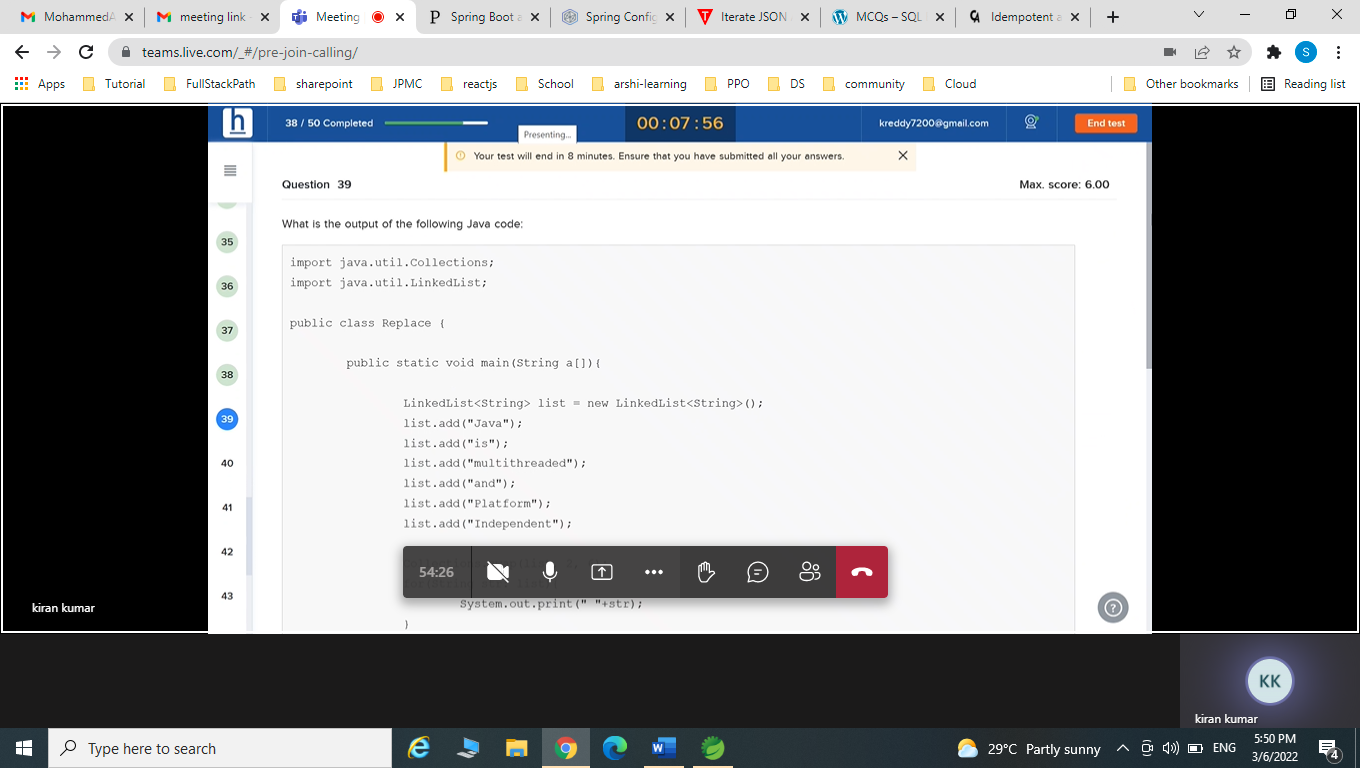 MohammedA
meeting link
Meeting
Spring Boot a
Spring Config
Iterate JSON
MCQs – SQL
Idempotent a
teams.live.com/_#/pre-join-calling/
S
Apps
Tutorial
FullStackPath
sharepoint
JPMC
reactjs
School
arshi-learning
PPO
DS
community
Cloud
Other bookmarks
Reading list
h
38 / 50 Completed
Presenting...
00:07:56
kreddy7200@gmail.com
End test
Your test will end in 8 minutes. Ensure that you have submitted all your answers.
Question 39
Max. score: 6.00
35
36
37
38
39
40
41
42
43
What is the output of the following Java code:
import java.util.Collections;
import java.util.LinkedList;
public class Replace {
public static void main(String a[]){
LinkedList<String> list = new LinkedList<String>();
list.add("Java");
list.add("is");
list.add("multithreaded");
list.add("and");
list.add("Platform");
list.add("Independent");
54:26
System.out.print(" "+str);
}
kiran kumar
KK
kiran kumar
Type here to search
29°C Partly sunny
ENG
5:50 PM
3/6/2022
4